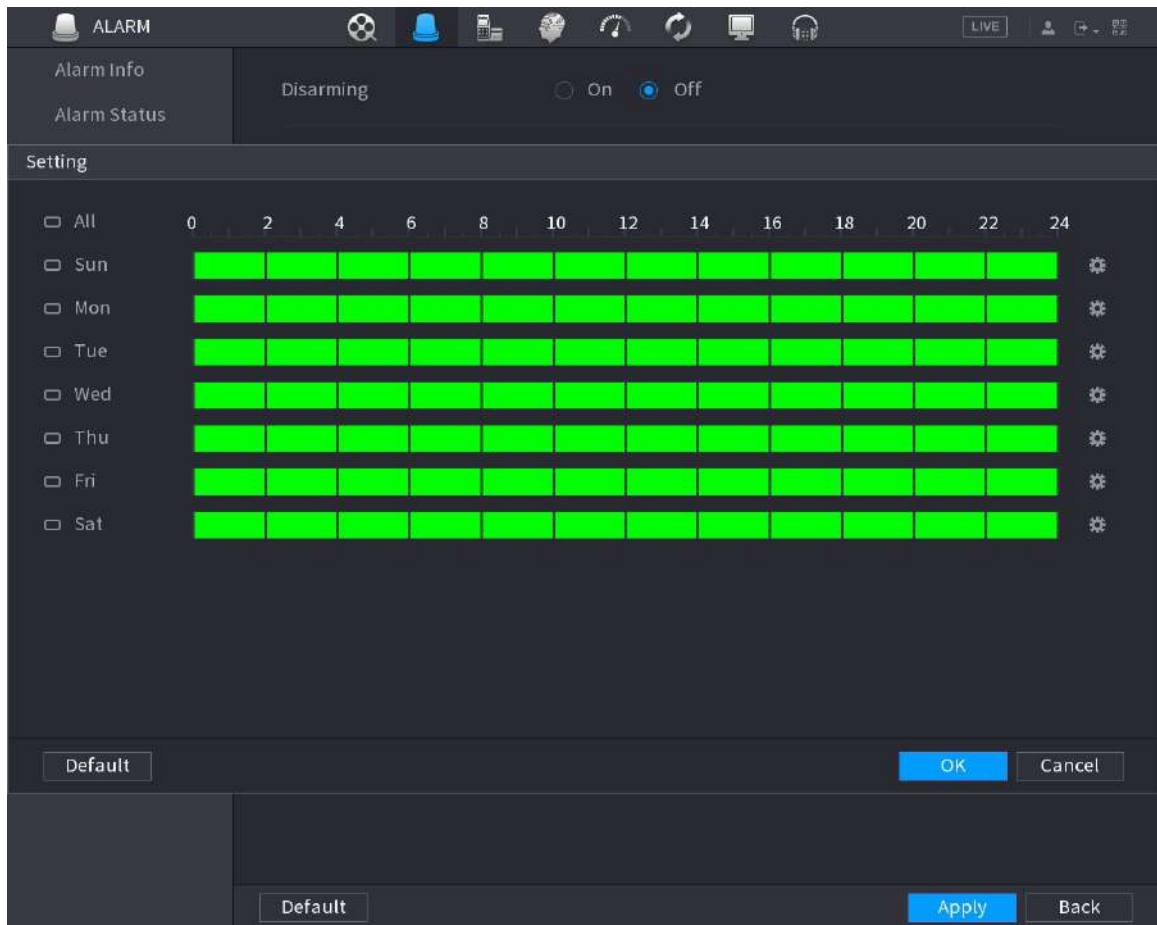 ALARM LIVE
Alarm Info
Disarming On Off
Alarm Status
Setting
All 0 2 4 6 8 10 12 14 16 18 20 22 24
Sun
Mon
Tue
Wed
Thu
Fri
Sat
Default OK Cancel
Default Apply Back